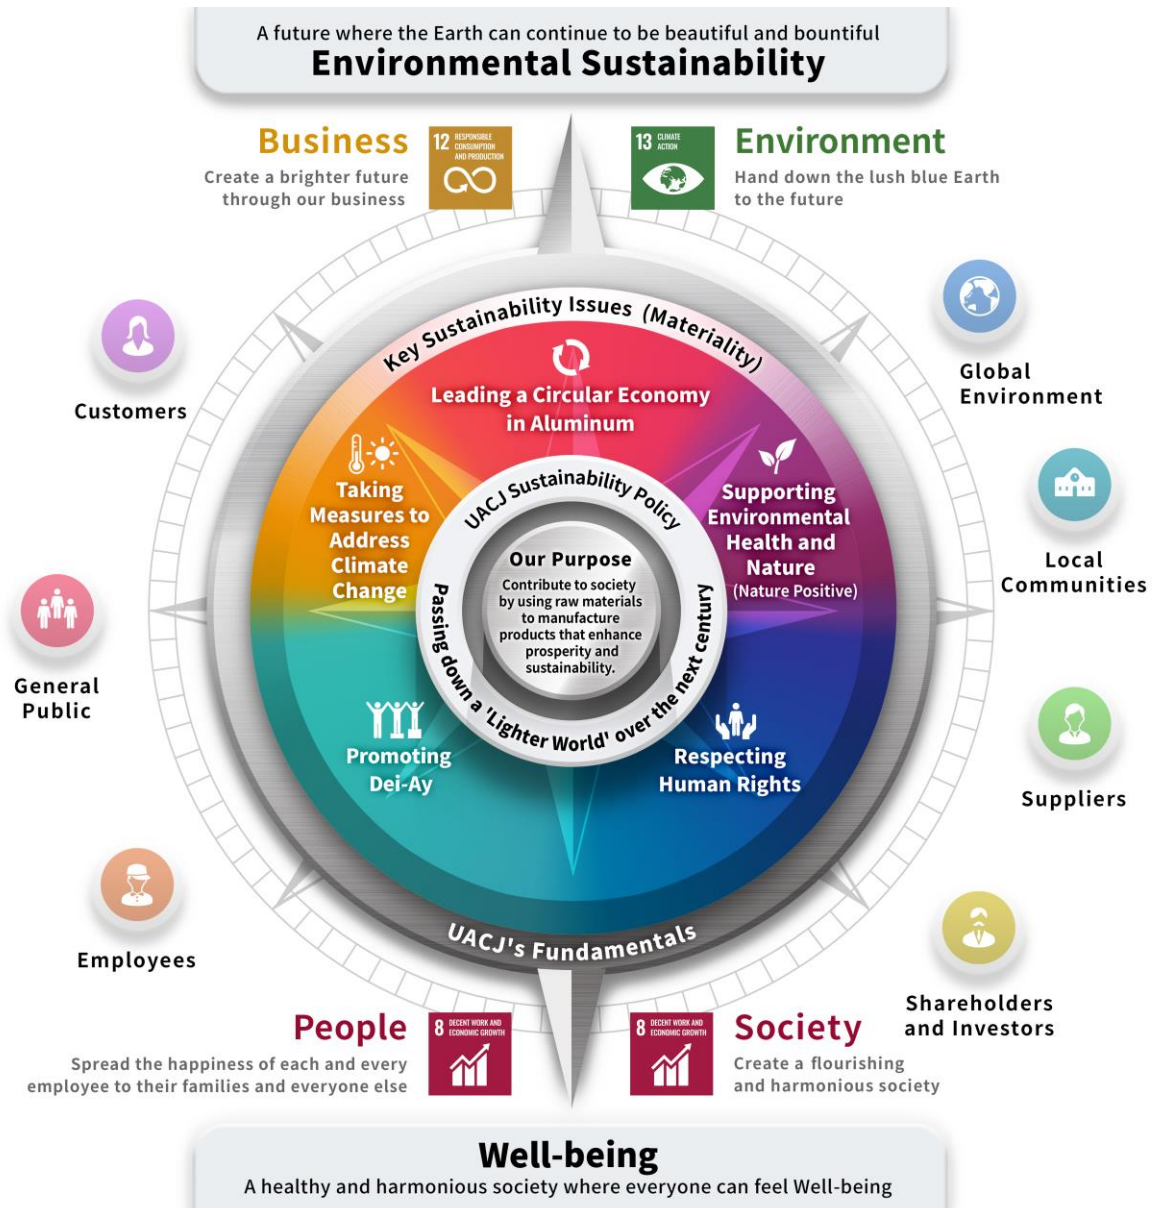 A future where the Earth can continue to be beautiful and bountiful
Environmental Sustainability
Business
Create a brighter future
through our business
12 RESPONSIBLE
CONSUMPTION
AND PRODUCTION
13 CLIMATE
ACTION
Environment
Hand down the lush blue Earth
to the future
Customers
General
Public
Employees
Global
Environment
Local
Communities
Suppliers
Shareholders
and Investors
Key Sustainability Issues (Materiality)
Leading a Circular Economy
in Aluminum
Taking
Measures to
Address
Climate
Change
Supporting
Environmental
Health and
Nature
(Nature Positive)
UACJ Sustainability Policy
Our Purpose
Contribute to society
by using raw materials
to manufacture
products that enhance
prosperity and
sustainability.
Passing down a 'Lighter World' over the next century
Promoting
Dei-Ay
Respecting
Human Rights
UACJ's Fundamentals
People
Spread the happiness of each and every
employee to their families and everyone else
8 DECENT WORK AND
ECONOMIC GROWTH
8 DECENT WORK AND
ECONOMIC GROWTH
Society
Create a flourishing
and harmonious society
Well-being
A healthy and harmonious society where everyone can feel Well-being